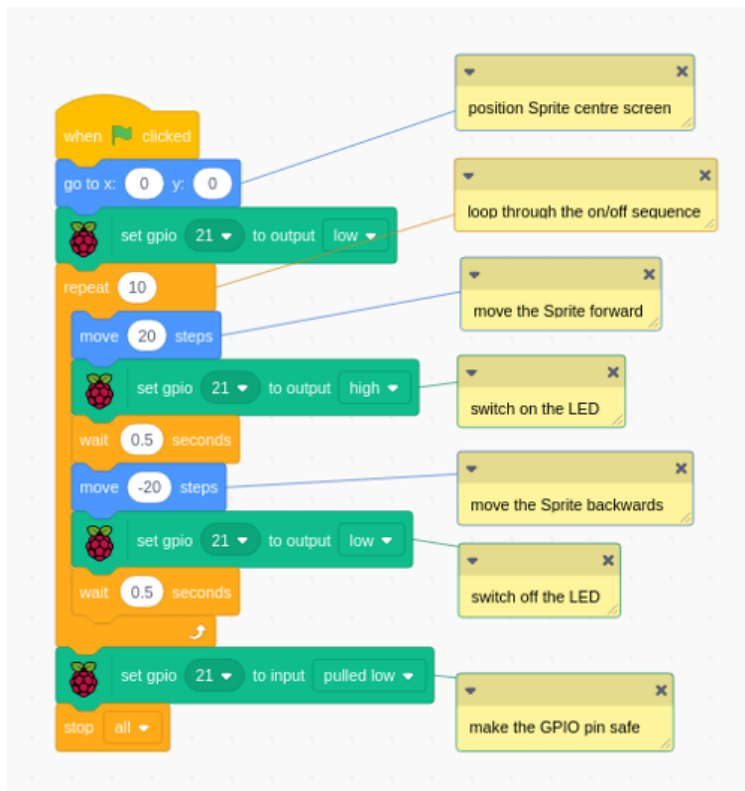 position Sprite centre screen
when clicked
go to x: 0 y: 0
loop through the on/off sequence
set gpio 21 to output low
repeat 10
move the Sprite forward
move 20 steps
set gpio 21 to output high
switch on the LED
wait 0.5 seconds
move -20 steps
move the Sprite backwards
set gpio 21 to output low
wait 0.5 seconds
switch off the LED
set gpio 21 to input pulled low
stop all
make the GPIO pin safe